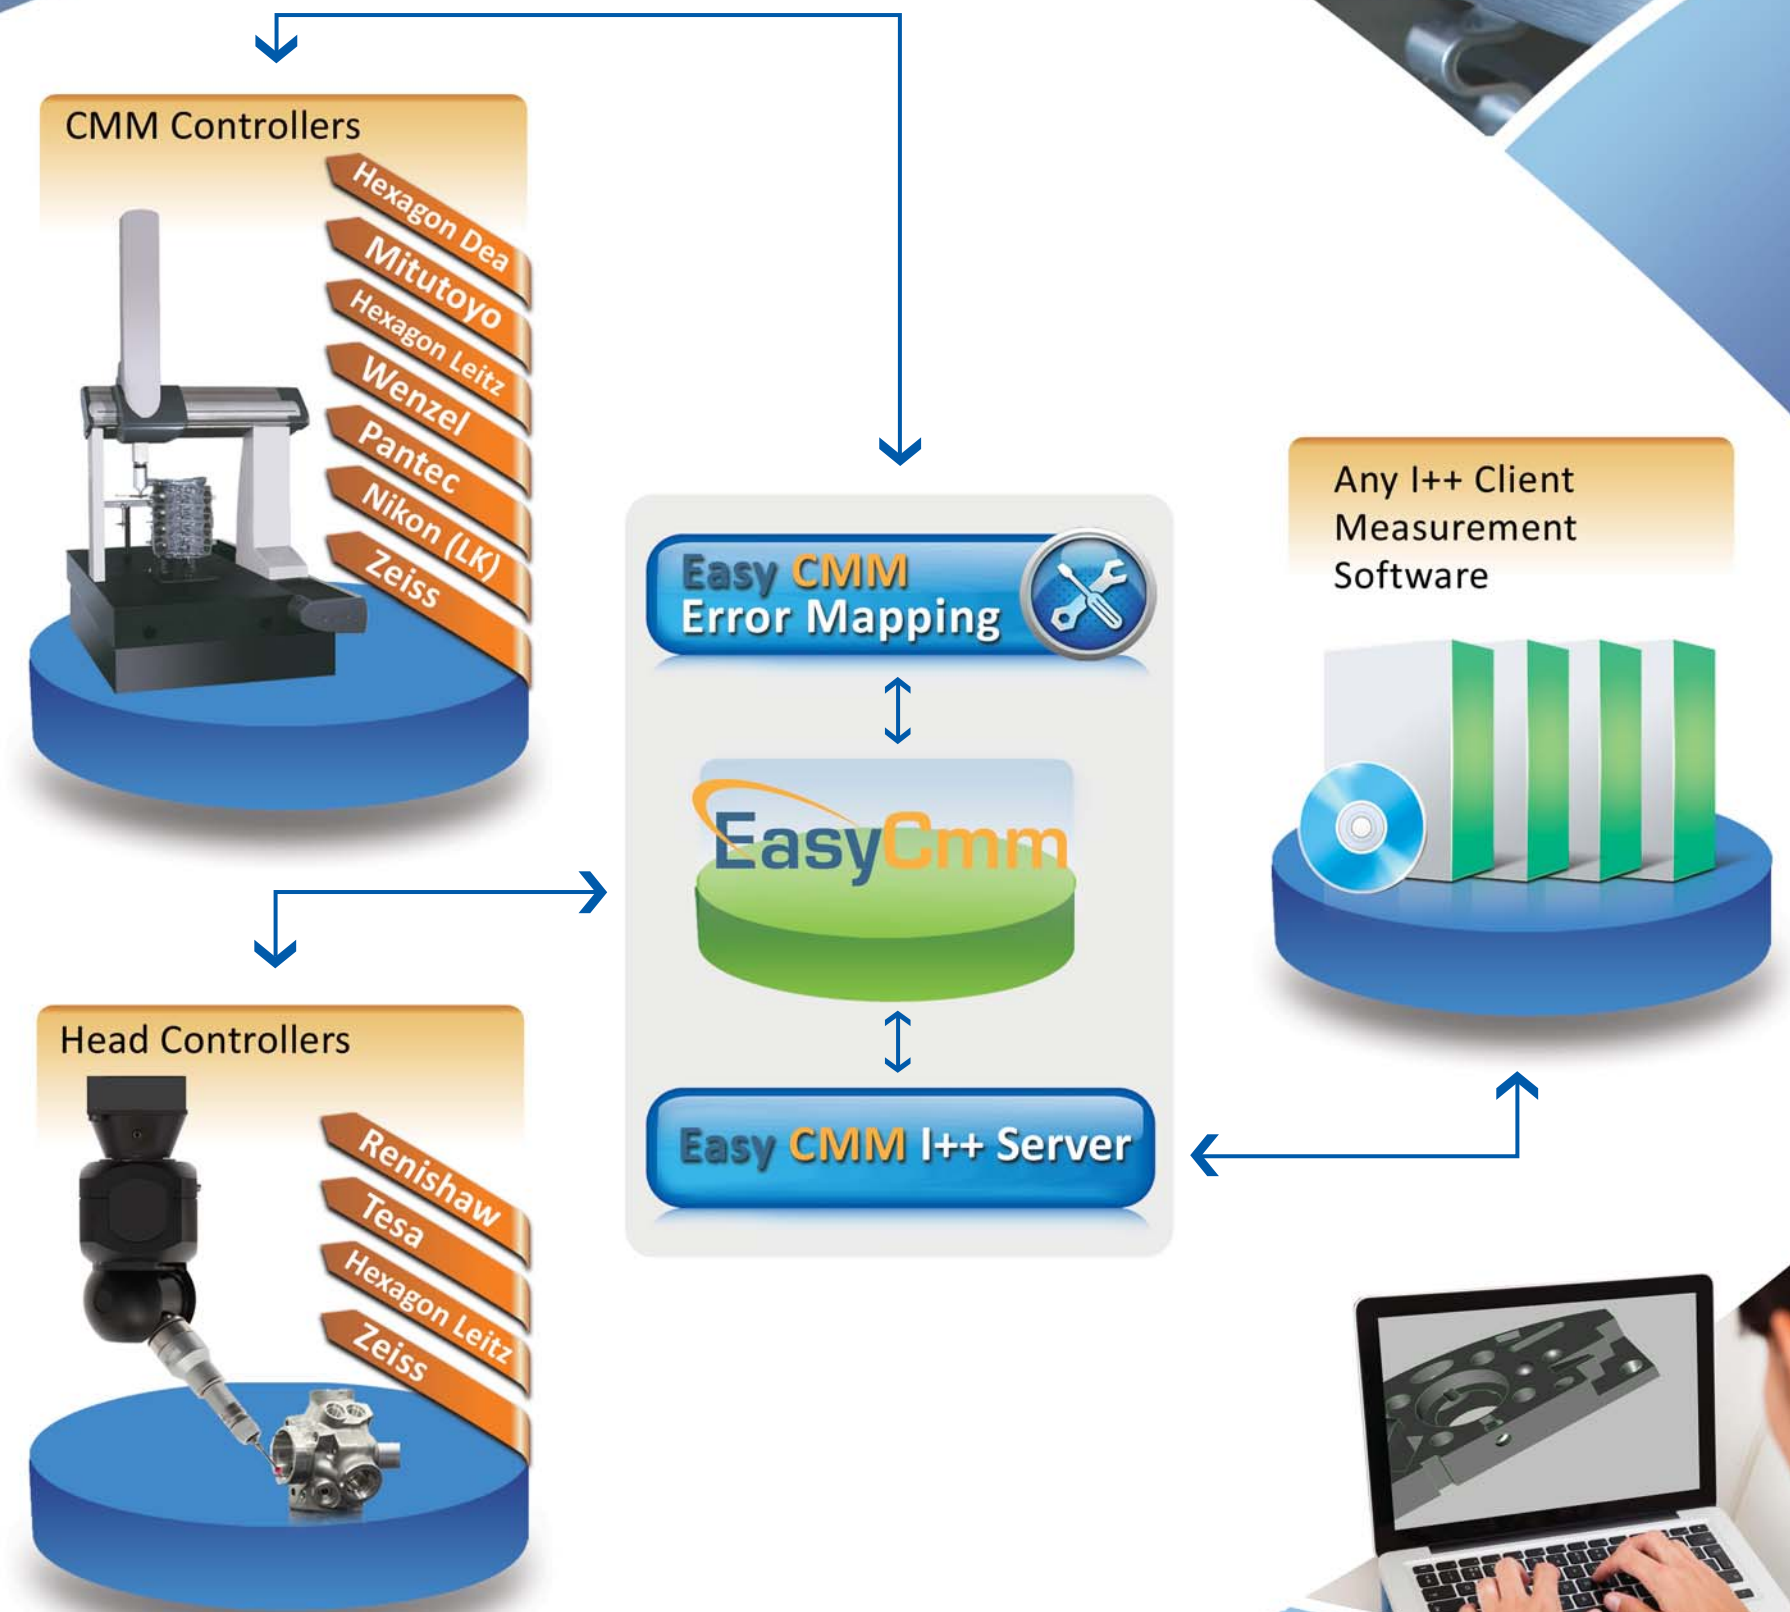 CMM Controllers
Hexagon Dea
Mitutoyo
Hexagon Leitz
Wenzel
Pantec
Nikon (LK)
Zeiss
Easy CMM
Error Mapping
EasyCmm
Easy CMM I++ Server
Any I++ Client
Measurement
Software
Head Controllers
Renishaw
Tesa
Hexagon Leitz
Zeiss